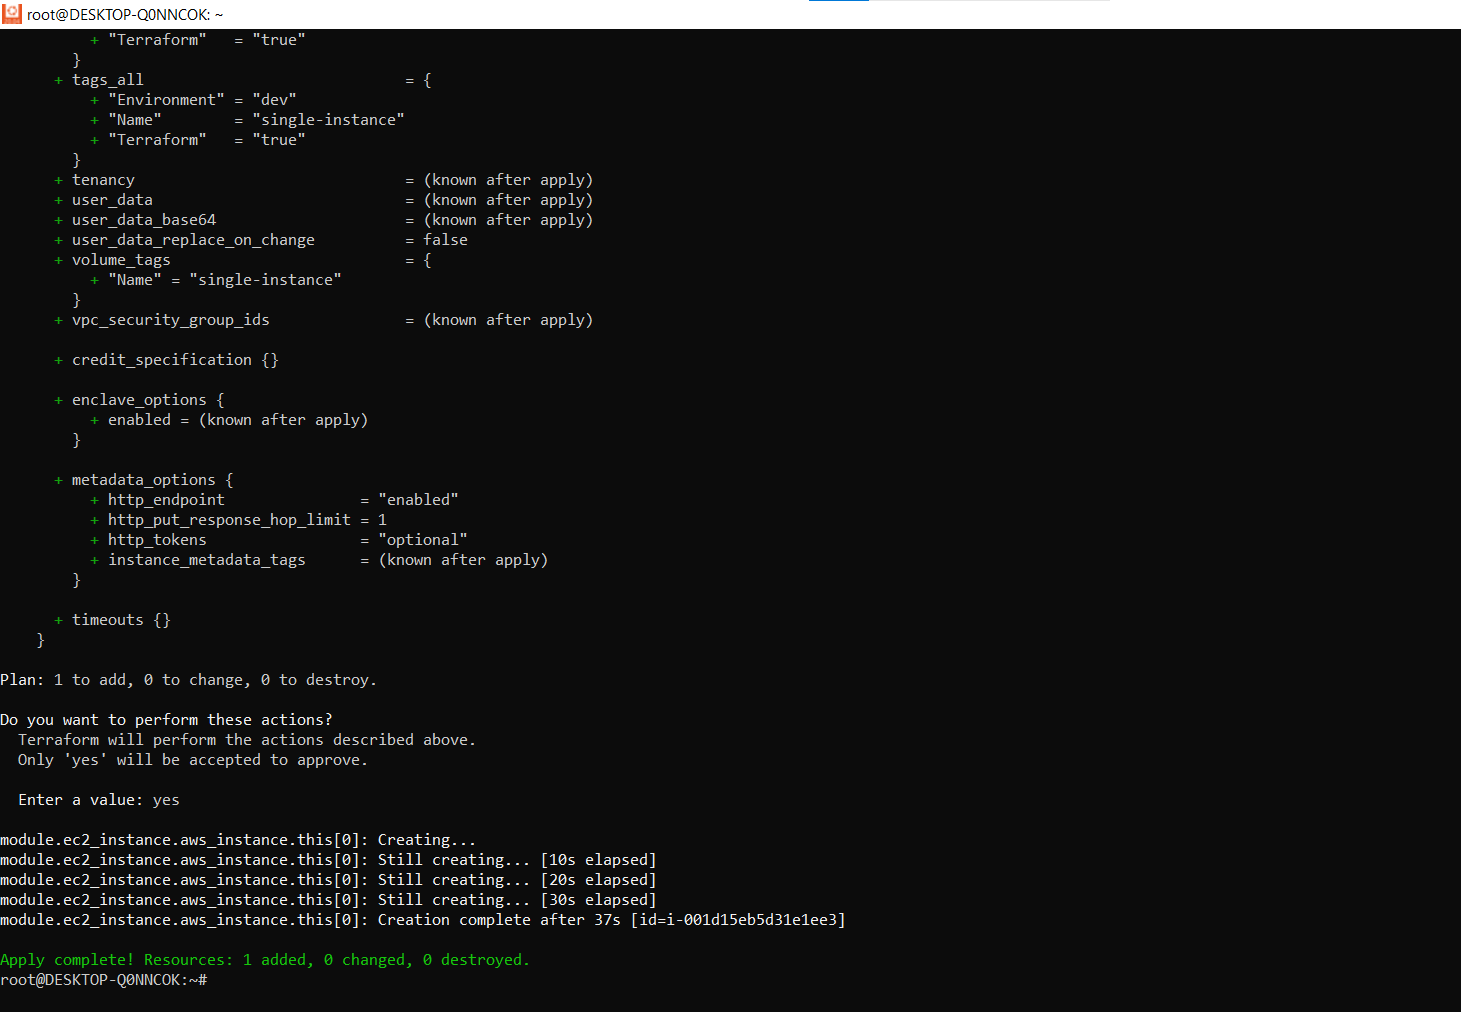 root@DESKTOP-Q0NNCOK: ~
          + "Terraform"   = "true"
        }
      + tags_all                             = {
          + "Environment" = "dev"
          + "Name"        = "single-instance"
          + "Terraform"   = "true"
        }
      + tenancy                              = (known after apply)
      + user_data                            = (known after apply)
      + user_data_base64                     = (known after apply)
      + user_data_replace_on_change          = false
      + volume_tags                          = {
          + "Name" = "single-instance"
        }
      + vpc_security_group_ids               = (known after apply)

      + credit_specification {}

      + enclave_options {
          + enabled = (known after apply)
        }

      + metadata_options {
          + http_endpoint               = "enabled"
          + http_put_response_hop_limit = 1
          + http_tokens                 = "optional"
          + instance_metadata_tags      = (known after apply)
        }

      + timeouts {}
    }

Plan: 1 to add, 0 to change, 0 to destroy.

Do you want to perform these actions?
  Terraform will perform the actions described above.
  Only 'yes' will be accepted to approve.

  Enter a value: yes

module.ec2_instance.aws_instance.this[0]: Creating...
module.ec2_instance.aws_instance.this[0]: Still creating... [10s elapsed]
module.ec2_instance.aws_instance.this[0]: Still creating... [20s elapsed]
module.ec2_instance.aws_instance.this[0]: Still creating... [30s elapsed]
module.ec2_instance.aws_instance.this[0]: Creation complete after 37s [id=i-001d15eb5d31e1ee3]

Apply complete! Resources: 1 added, 0 changed, 0 destroyed.
root@DESKTOP-Q0NNCOK:~#